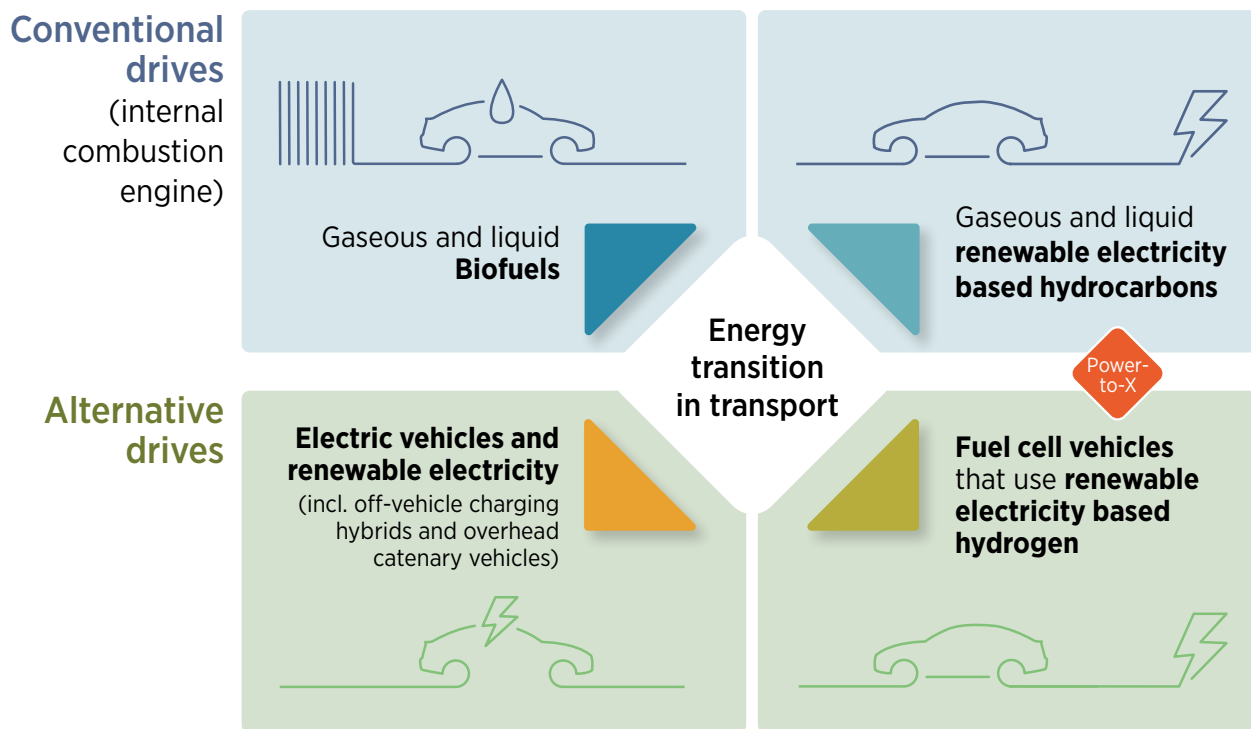 Conventional
drives
(internal
combustion
engine)
Gaseous and liquid
Biofuels
Gaseous and liquid
renewable electricity
based hydrocarbons
Energy
transition
in transport
Power-
to-X
Alternative
drives
Electric vehicles and
renewable electricity
(incl. off-vehicle charging
hybrids and overhead
catenary vehicles)
Fuel cell vehicles
that use renewable
electricity based
hydrogen